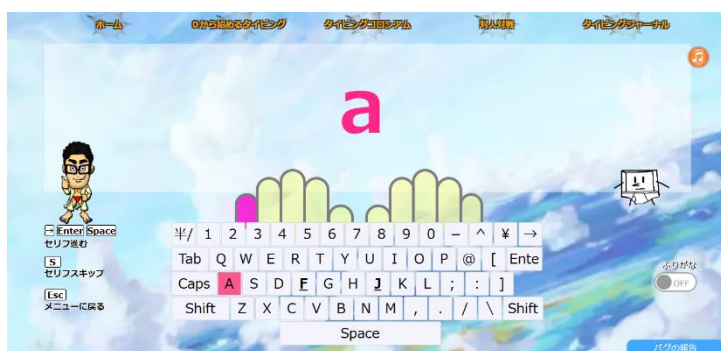 ホーム 0から始めるタイピング タイピングコロシアム 対人対戦 タイピングジャーナル
a
→ Enter Space
セリフ進む
S
セリフスキップ
Esc
メニューに戻る
半/ 1 2 3 4 5 6 7 8 9 0 - ^ ¥ →
Tab Q W E R T Y U I O P @ [ Ente
Caps A S D F G H J K L ; : ]
Shift Z X C V B N M , . / \ Shift
Space
ふりがな
OFF
バグの報告